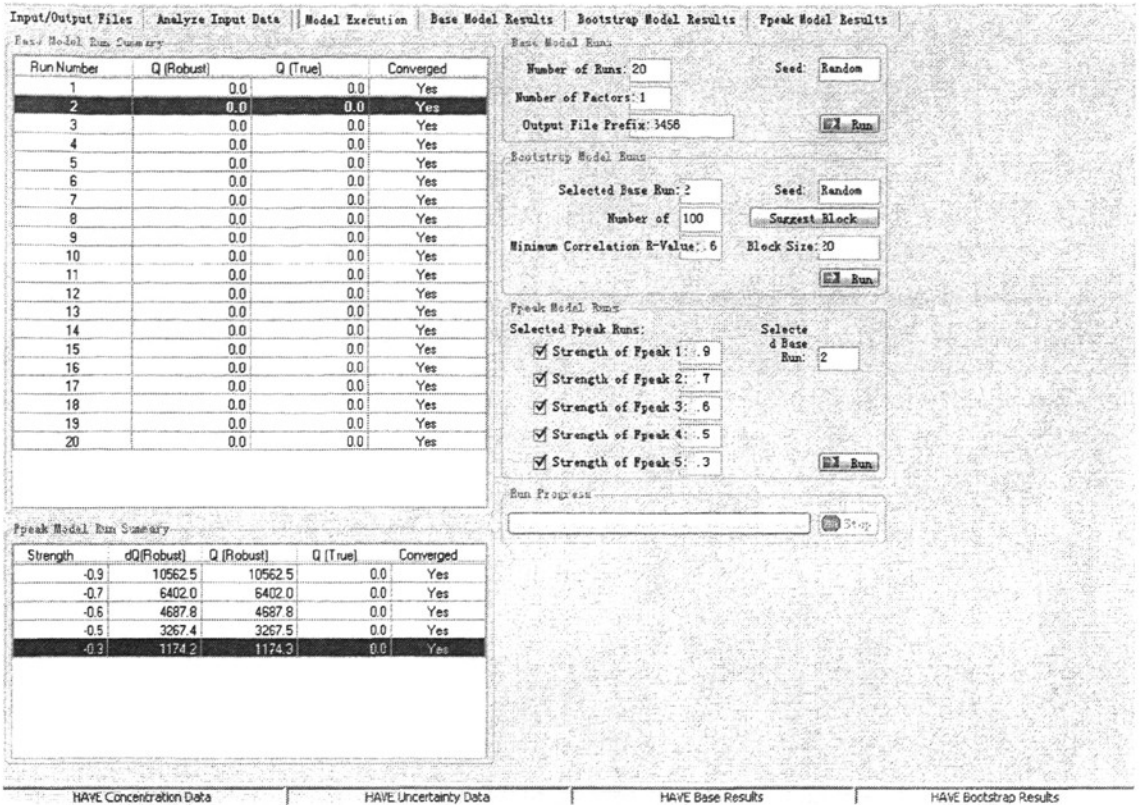 Input/Output Files Analyze Input Data Model Execution Base Model Results Bootstrap Model Results Fpeak Model Results
Base Model Run Summary
Run Number Q (Robust) Q (True) Converged
1 0.0 0.0 Yes
2 0.0 0.0 Yes
3 0.0 0.0 Yes
4 0.0 0.0 Yes
5 0.0 0.0 Yes
6 0.0 0.0 Yes
7 0.0 0.0 Yes
8 0.0 0.0 Yes
9 0.0 0.0 Yes
10 0.0 0.0 Yes
11 0.0 0.0 Yes
12 0.0 0.0 Yes
13 0.0 0.0 Yes
14 0.0 0.0 Yes
15 0.0 0.0 Yes
16 0.0 0.0 Yes
17 0.0 0.0 Yes
18 0.0 0.0 Yes
19 0.0 0.0 Yes
20 0.0 0.0 Yes
Fpeak Model Run Summary
Strength dQ(Robust) Q (Robust) Q (True) Converged
-0.9 10562.5 10562.5 0.0 Yes
-0.7 6402.0 6402.0 0.0 Yes
-0.6 4687.8 4687.8 0.0 Yes
-0.5 3267.4 3267.5 0.0 Yes
-0.3 1174.2 1174.3 0.0 Yes
Base Model Runs
Number of Runs: 20 Seed: Random
Number of Factors: 1
Output File Prefix: 3456 Run
Bootstrap Model Runs
Selected Base Run: 2 Seed: Random
Number of 100 Suggest Block
Minimum Correlation R-Value: .6 Block Size: 20
Run
Fpeak Model Runs
Selected Fpeak Runs:
Selecte
d Base
Run: 2
Strength of Fpeak 1: .9
Strength of Fpeak 2: .7
Strength of Fpeak 3: .6
Strength of Fpeak 4: .5
Strength of Fpeak 5: .3 Run
Run Progress
Stop
HAVE Concentration Data HAVE Uncertainty Data HAVE Base Results HAVE Bootstrap Results